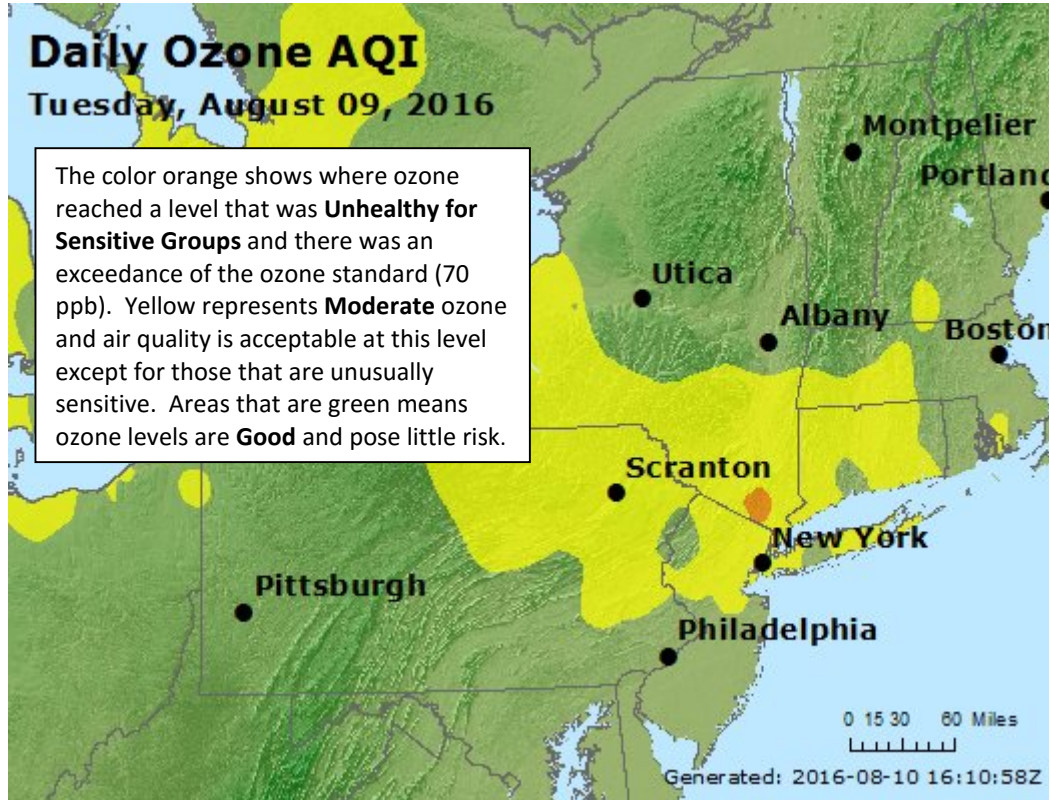 Daily Ozone AQI
Tuesday, August 09, 2016
The color orange shows where ozone
reached a level that was Unhealthy for
Sensitive Groups and there was an
exceedance of the ozone standard (70
ppb).  Yellow represents Moderate ozone
and air quality is acceptable at this level
except for those that are unusually
sensitive.  Areas that are green means
ozone levels are Good and pose little risk.
Montpelier
Portland
Utica
Albany
Boston
Scranton
New York
Pittsburgh
Philadelphia
0 15 30 60 Miles
Generated: 2016-08-10 16:10:58Z